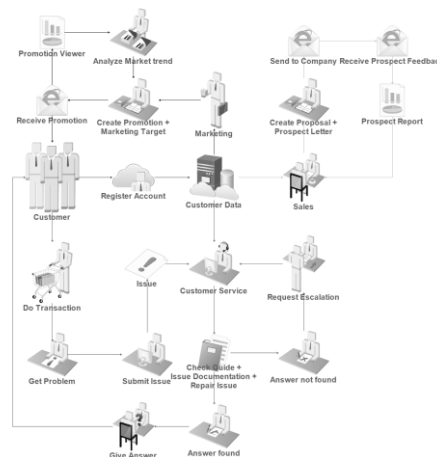 Promotion Viewer
Analyze Market trend
Send to Company
Receive Prospect Feedback
Receive Promotion
Create Promotion +
Marketing Target
Marketing
Create Proposal +
Prospect Letter
Prospect Report
Customer
Register Account
Customer Data
Sales
Issue
Customer Service
Request Escalation
Do Transaction
Get Problem
Submit Issue
Check Guide +
Issue Documentation +
Repair Issue
Answer not found
Give Answer
Answer found